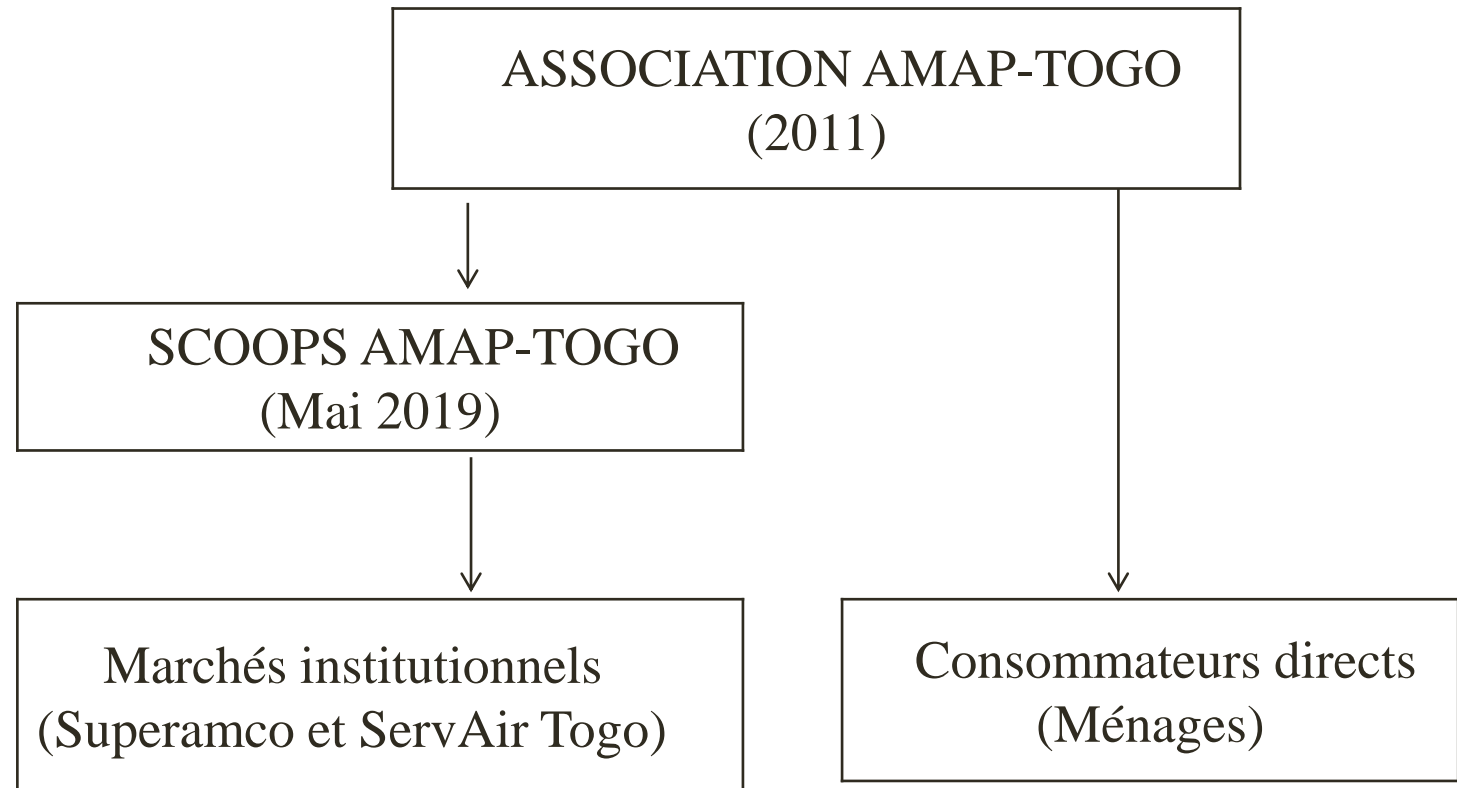 ASSOCIATION AMAP-TOGO
(2011)
SCOOPS AMAP-TOGO
(Mai 2019)
Marchés institutionnels
(Superamco et ServAir Togo)
Consommateurs directs
(Ménages)